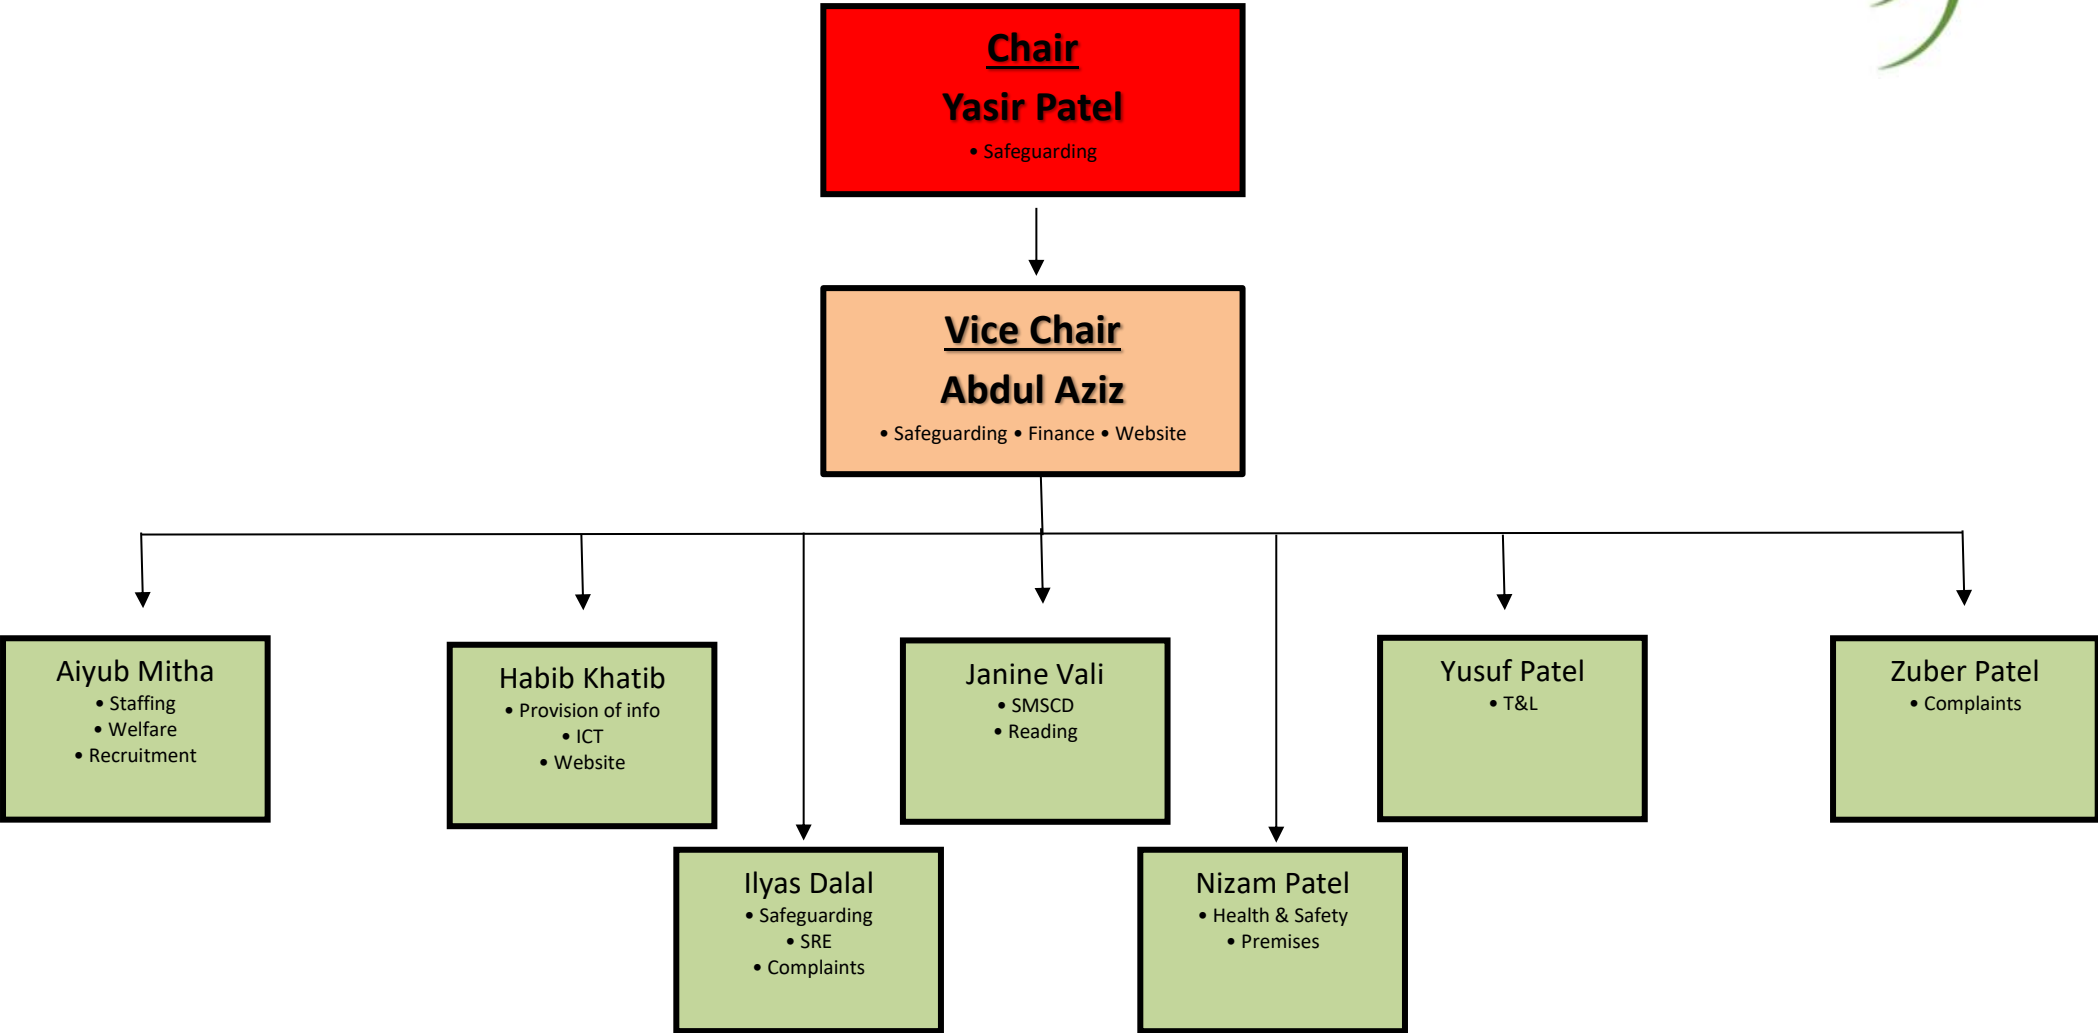 Chair
Yasir Patel
• Safeguarding
Vice Chair
Abdul Aziz
• Safeguarding • Finance • Website
Aiyub Mitha
• Staffing
• Welfare
• Recruitment
Habib Khatib
• Provision of info
• ICT
• Website
Janine Vali
• SMSCD
• Reading
Yusuf Patel
• T&L
Zuber Patel
• Complaints
Ilyas Dalal
• Safeguarding
• SRE
• Complaints
Nizam Patel
• Health & Safety
• Premises